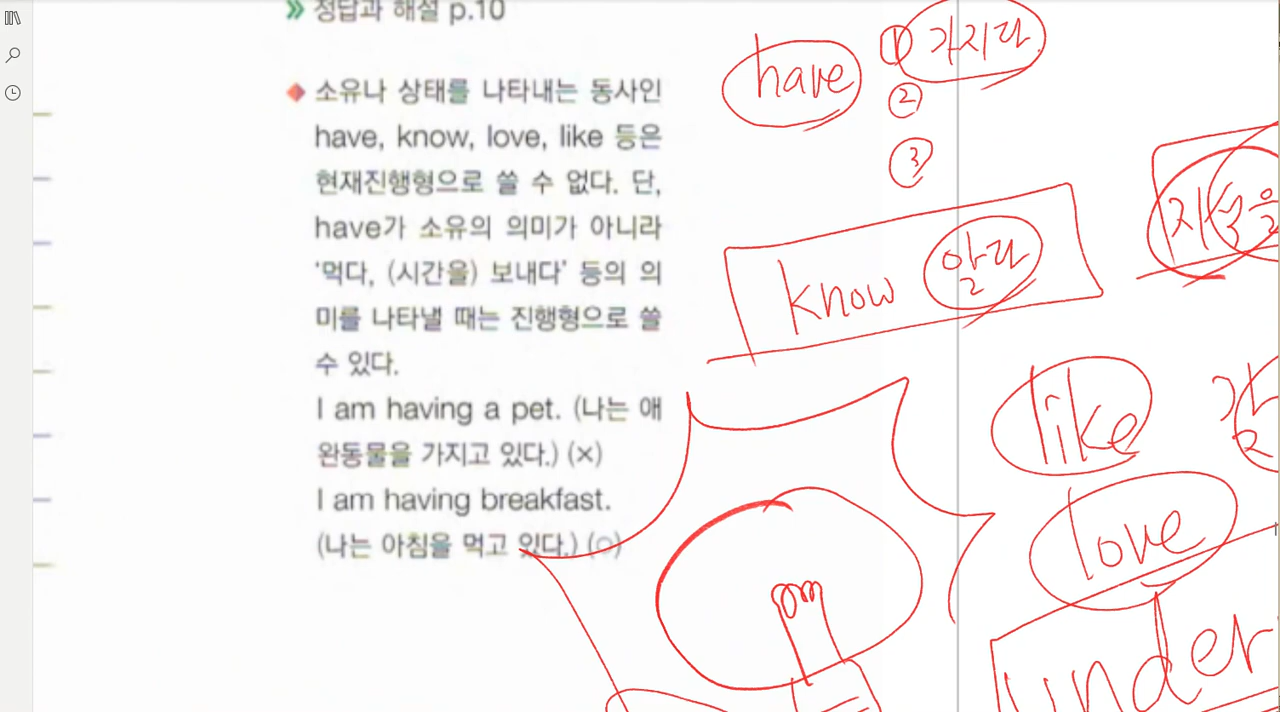 » 정답과 해설 p.10
◆ 소유나 상태를 나타내는 동사인
have, know, love, like 등은
현재진행형으로 쓸 수 없다. 단,
have가 소유의 의미가 아니라
‘먹다, (시간을) 보내다’ 등의 의
미를 나타낼 때는 진행형으로 쓸
수 있다.
I am having a pet. (나는 애
완동물을 가지고 있다.) (×)
I am having breakfast.
(나는 아침을 먹고 있다.) (○)
have ① 가지다
②
③
know 알다
like
love
under